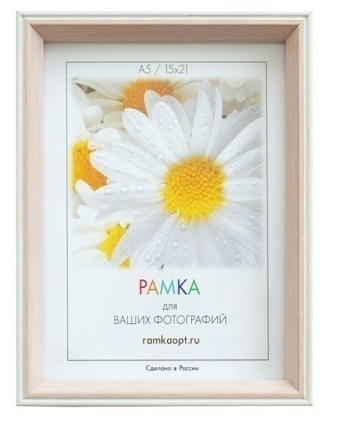 A5 / 15x21
РАМКА
для
ВАШИХ ФОТОГРАФИЙ
ramkaopt.ru
Сделано в России